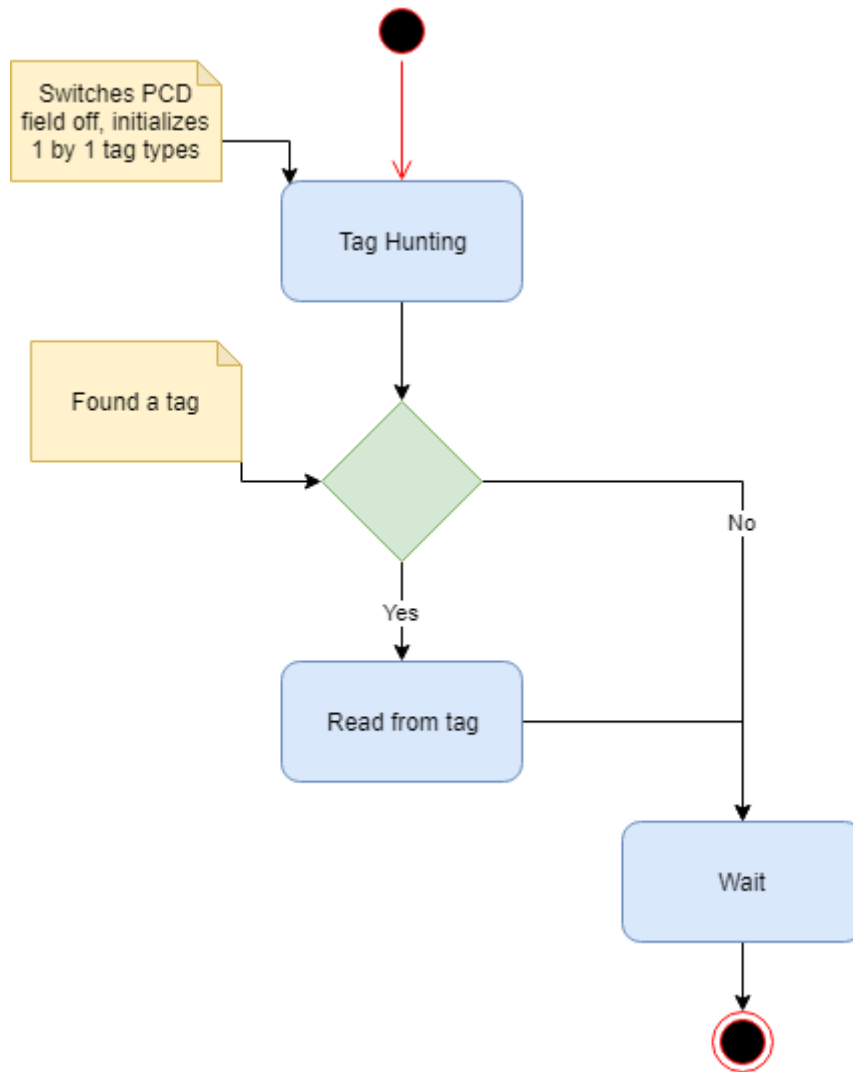 Switches PCD
field off, initializes
1 by 1 tag types
Tag Hunting
Found a tag
No
Yes
Read from tag
Wait